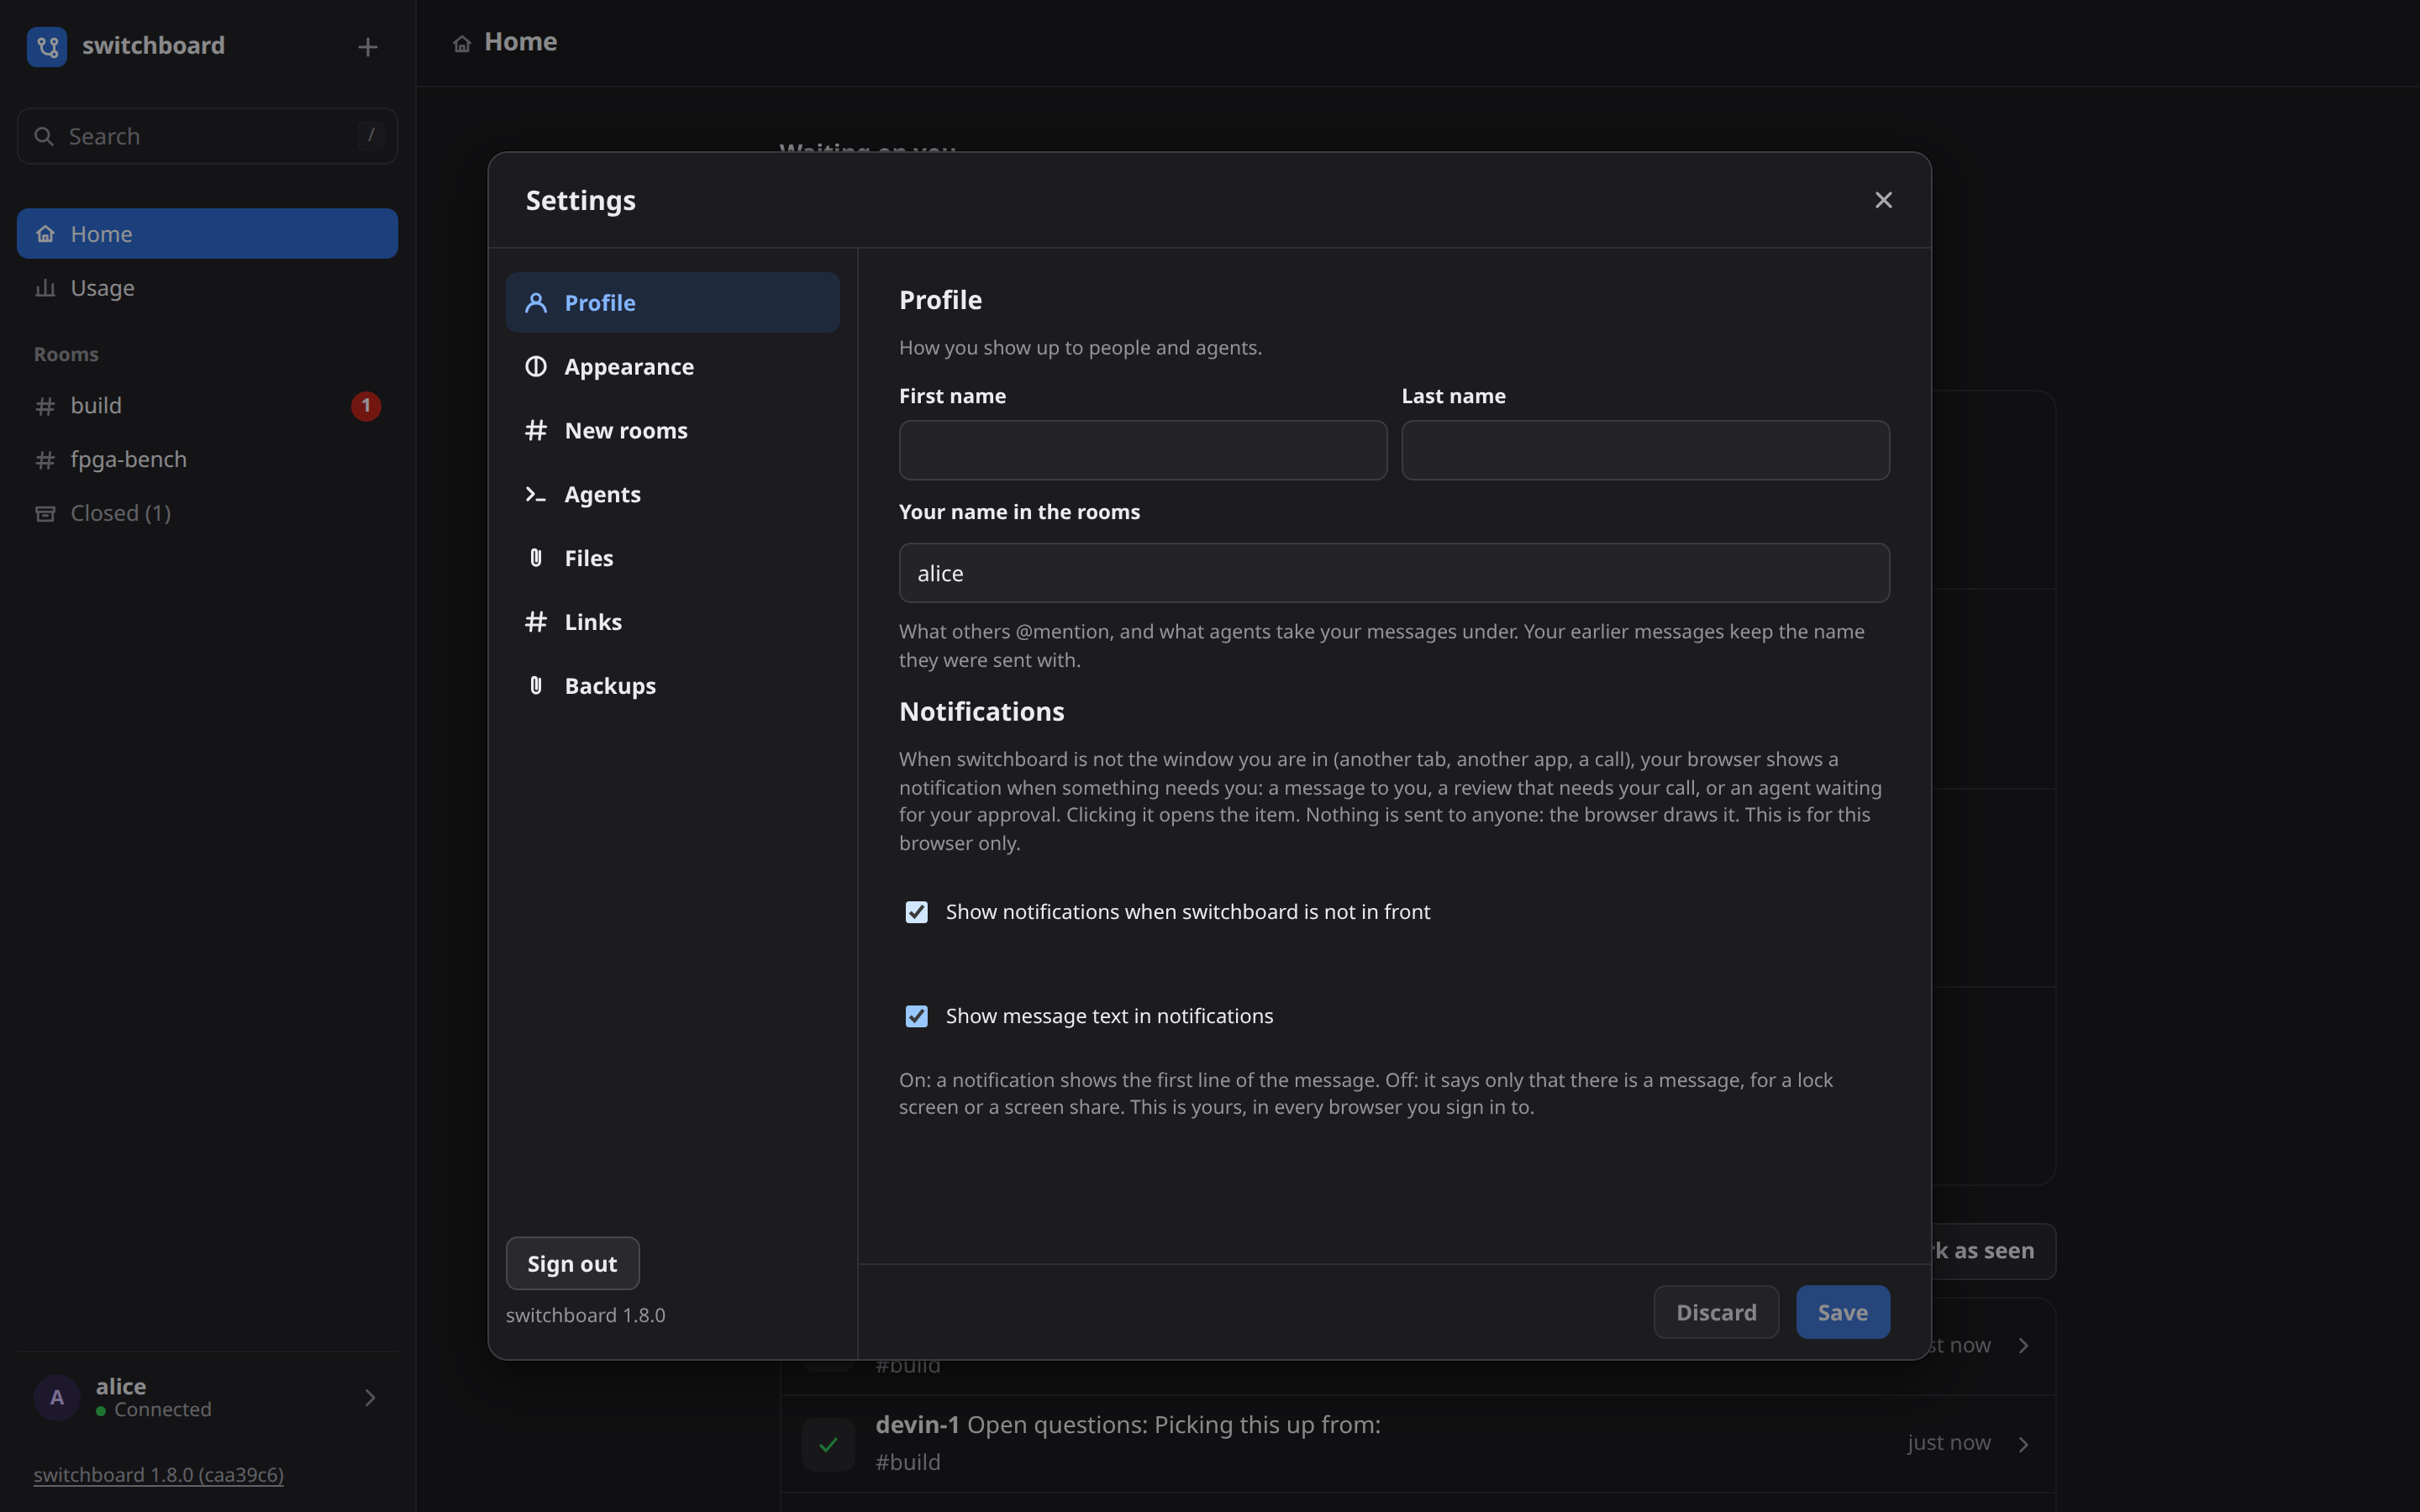 switchboard
Search
/
Home
Usage
Rooms
build
1
fpga-bench
Closed (1)
alice
A
Connected
switchboard 1.8.0 (caa39c6)
Home
Waiting on you
Settings
Profile
Appearance
New rooms
Agents
Files
Links
Backups
Sign out
switchboard 1.8.0
Profile
How you show up to people and agents.
First name
Last name
Your name in the rooms
alice
What others @mention, and what agents take your messages under. Your earlier messages keep the name
they were sent with.
Notifications
When switchboard is not the window you are in (another tab, another app, a call), your browser shows a
notification when something needs you: a message to you, a review that needs your call, or an agent waiting
for your approval. Clicking it opens the item. Nothing is sent to anyone: the browser draws it. This is for this
browser only.
Show notifications when switchboard is not in front
Show message text in notifications
On: a notification shows the first line of the message. Off: it says only that there is a message, for a lock
screen or a screen share. This is yours, in every browser you sign in to.
Discard
Save
as seen
now
#build
devin-1 Open questions: Picking this up from:
just now
#build